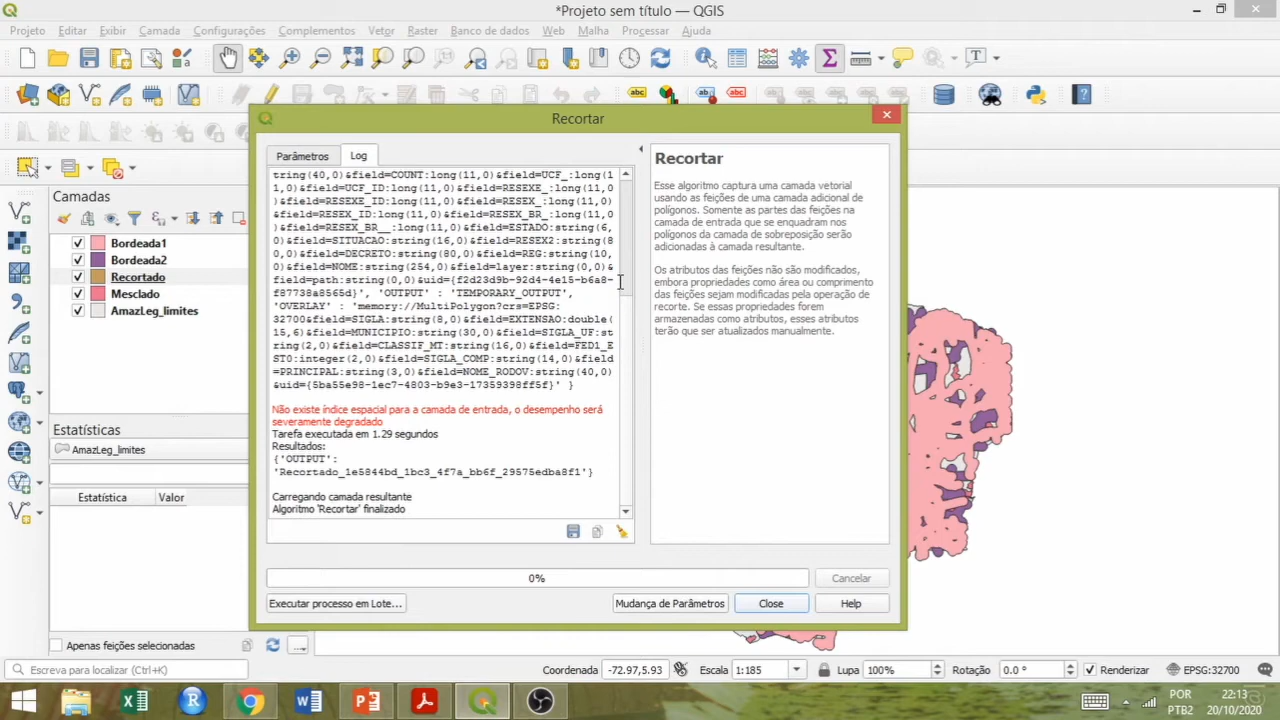 *Projeto sem título — QGIS
Projeto Editar Exibir Camada Configurações Complementos Vetor Raster Banco de dados Web Malha Processar Ajuda
Recortar
Parâmetros Log
tring(40,0)&field=COUNT:long(11,0)&field=UCF_:long(1
1,0)&field=UCF_ID:long(11,0)&field=RESEXE_:long(11,0
)&field=RESEXE_ID:long(11,0)&field=RESEX_:long(11,0
)&field=RESEX_ID:long(11,0)&field=RESEX_BR_:long(11,0
)&field=RESEX_BR__:long(11,0)&field=ESTADO:string(6,
0)&field=SITUACAO:string(16,0)&field=RESEX2:string(8
0,0)&field=DECRETO:string(80,0)&field=REG:string(10,
0)&field=NOME:string(254,0)&field=layer:string(0,0)&
field=path:string(0,0)&uid={f2d23d9b-92d4-4e15-b6a8-
f87738a8565d}', 'OUTPUT' : 'TEMPORARY_OUTPUT',
'OVERLAY' : 'memory://MultiPolygon?crs=EPSG:
32700&field=SIGLA:string(8,0)&field=EXTENSAO:double(
15,6)&field=MUNICIPIO:string(30,0)&field=SIGLA_UF:st
ring(2,0)&field=CLASSIF_MT:string(16,0)&field=FED1_E
ST0:integer(2,0)&field=SIGLA_COMP:string(14,0)&field
=PRINCIPAL:string(3,0)&field=NOME_RODOV:string(40,0)
&uid={5ba55e98-1ec7-4803-b9e3-17359398ff5f}' }
Não existe índice espacial para a camada de entrada, o desempenho será
severamente degradado
Tarefa executada em 1.29 segundos
Resultados:
{'OUTPUT':
'Recortado_1e5844bd_1bc3_4f7a_bb6f_29575edba8f1'}
Carregando camada resultante
Algoritmo 'Recortar' finalizado
Recortar
Esse algoritmo captura uma camada vetorial
usando as feições de uma camada adicional de
polígonos. Somente as partes das feições na
camada de entrada que se enquadram nos
polígonos da camada de sobreposição serão
adicionadas à camada resultante.
Os atributos das feições não são modificados,
embora propriedades como área ou comprimento
das feições sejam modificadas pela operação de
recorte. Se essas propriedades forem
armazenadas como atributos, esses atributos
terão que ser atualizados manualmente.
0%
Cancelar
Executar processo em Lote...
Mudança de Parâmetros
Close
Help
Camadas
Bordeada1
Bordeada2
Recortado
Mesclado
AmazLeg_limites
Estatísticas
AmazLeg_limites
Estatística Valor
Apenas feições selecionadas
Escreva para localizar (Ctrl+K)
Coordenada -72.97,5.93 Escala 1:185 Lupa 100% Rotação 0.0 ° Renderizar EPSG:32700
POR
PTB2
22:13
20/10/2020